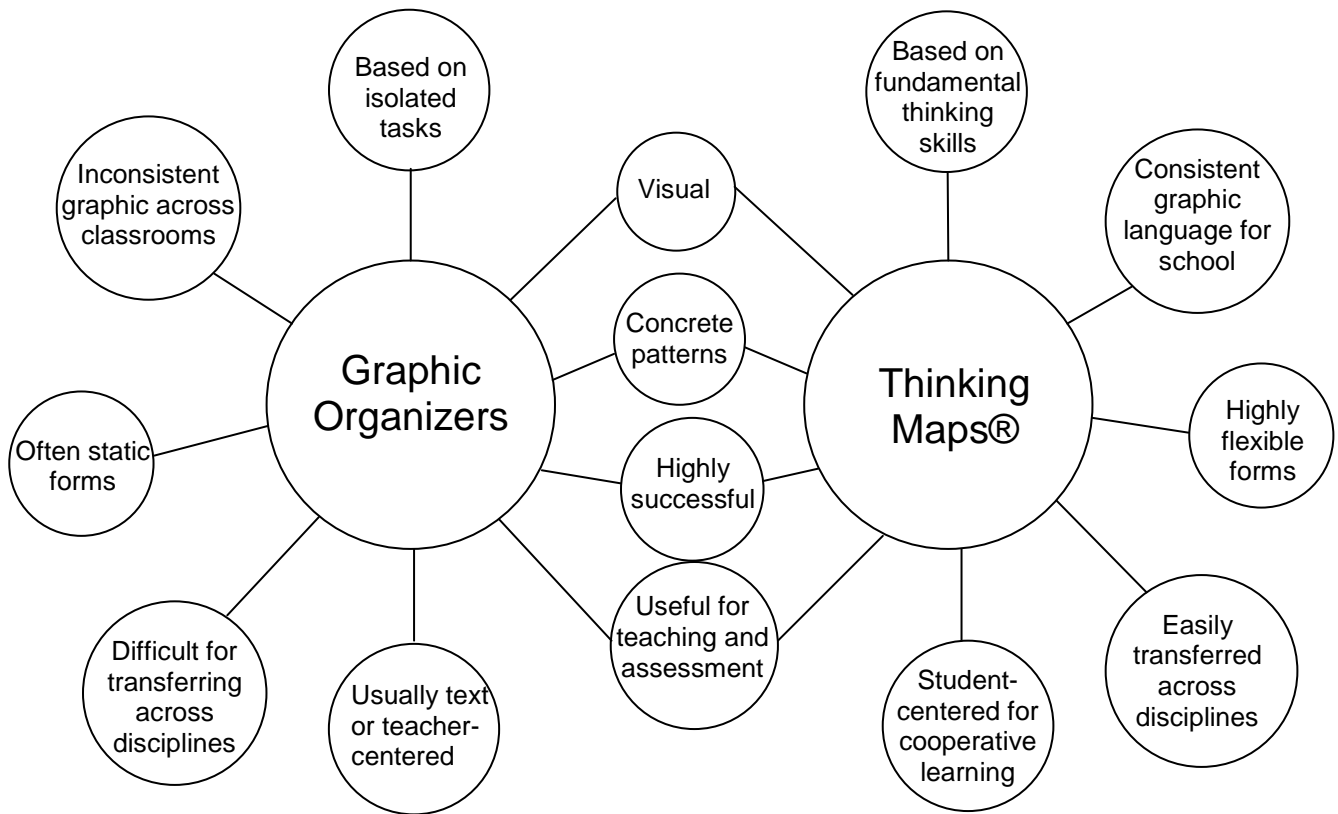 Based on
isolated
tasks
Based on
fundamental
thinking
skills
Inconsistent
graphic across
classrooms
Visual
Consistent
graphic
language for
school
Concrete
patterns
Graphic
Organizers
Thinking
Maps®
Often static
forms
Highly
successful
Highly
flexible
forms
Difficult for
transferring
across
disciplines
Usually text
or teacher-
centered
Useful for
teaching and
assessment
Student-
centered for
cooperative
learning
Easily
transferred
across
disciplines